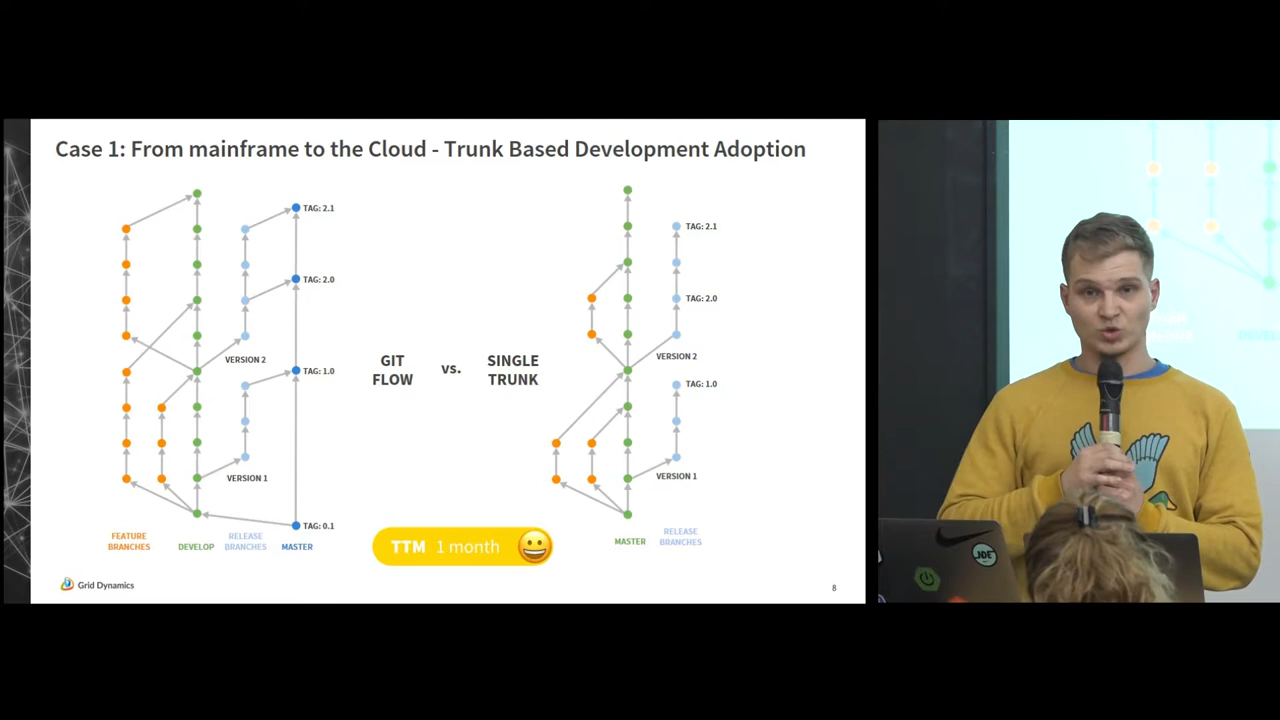 Case 1: From mainframe to the Cloud - Trunk Based Development Adoption
TAG: 2.1
TAG: 2.0
VERSION 2
TAG: 1.0
VERSION 1
TAG: 0.1
FEATURE
BRANCHES
DEVELOP
RELEASE
BRANCHES
MASTER
GIT
FLOW
vs.
SINGLE
TRUNK
TTM 1 month
TAG: 2.1
TAG: 2.0
VERSION 2
TAG: 1.0
VERSION 1
MASTER
RELEASE
BRANCHES
Grid Dynamics
8
JDE